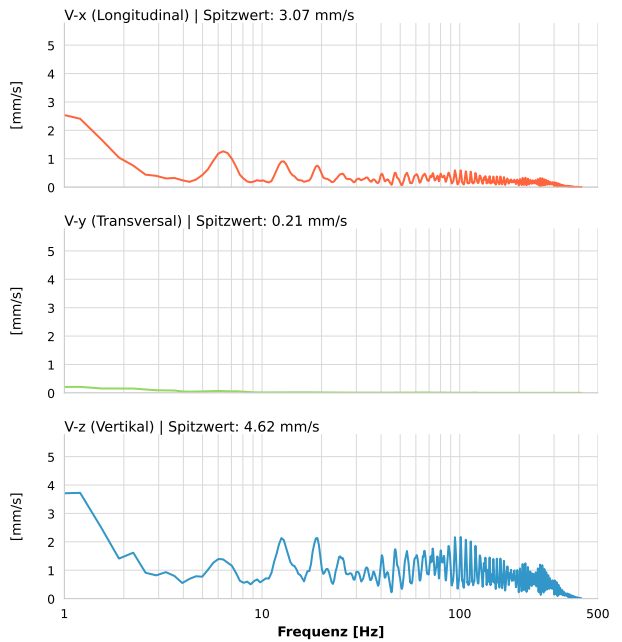 V-x (Longitudinal) | Spitzwert: 3.07 mm/s
5
4
3
2
1
0
[mm/s]
V-y (Transversal) | Spitzwert: 0.21 mm/s
5
4
3
2
1
0
[mm/s]
V-z (Vertikal) | Spitzwert: 4.62 mm/s
5
4
3
2
1
0
[mm/s]
1 10 100 500
Frequenz [Hz]